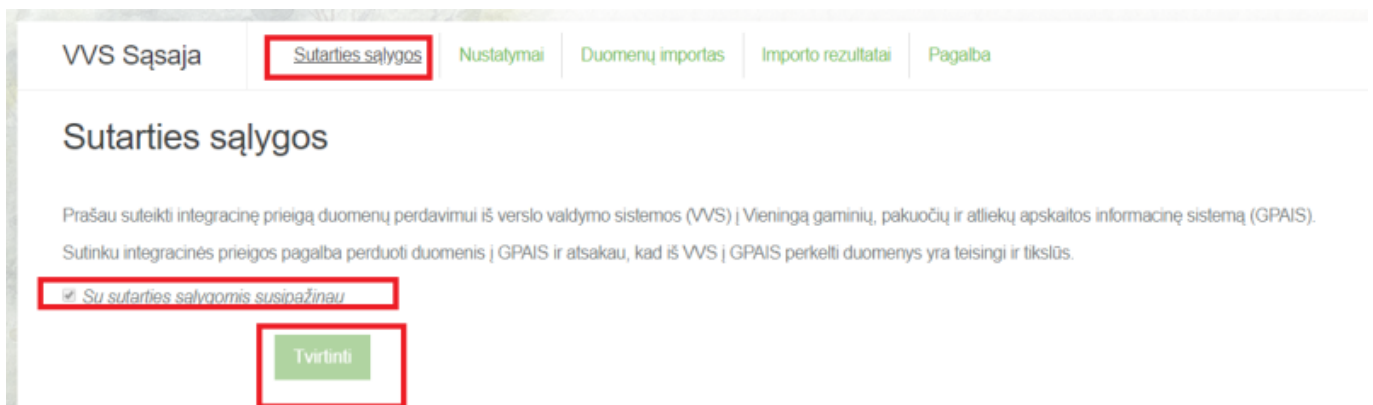 VVS Sąsaja Sutarties sąlygos Nustatymai Duomenų importas Importo rezultatai Pagalba
Sutarties sąlygos
Prašau suteikti integracinę prieigą duomenų perdavimui iš verslo valdymo sistemos (VVS) į Vieningą gaminių, pakuočių ir atliekų apskaitos informacinę sistemą (GPAIS).
Sutinku integracinės prieigos pagalba perduoti duomenis į GPAIS ir atsakau, kad iš VVS į GPAIS perkelti duomenys yra teisingi ir tikslūs.
Su sutarties sąlygomis susipažinau
Tvirtinti